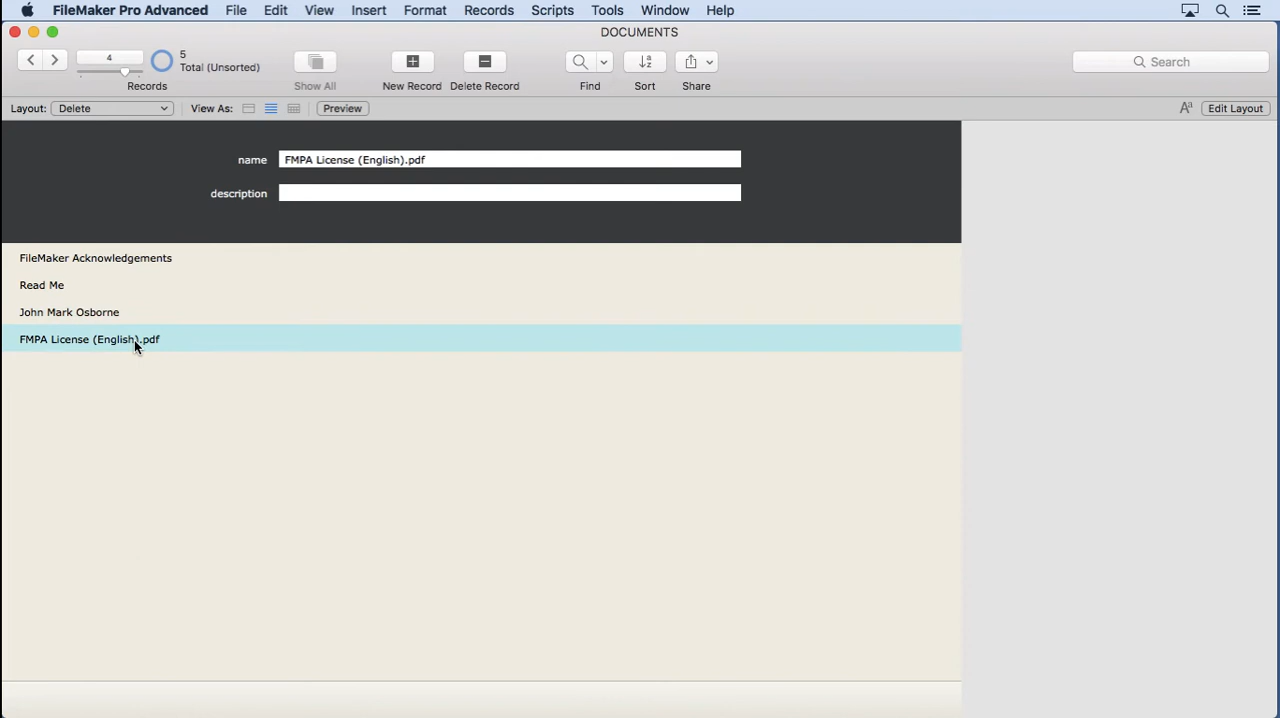 FileMaker Pro Advanced File Edit View Insert Format Records Scripts Tools Window Help
DOCUMENTS
4 5 Total (Unsorted)
Records Show All New Record Delete Record Find Sort Share Search
Layout: Delete View As: Preview Aa Edit Layout
name FMPA License (English).pdf
description
FileMaker Acknowledgements
Read Me
John Mark Osborne
FMPA License (English).pdf